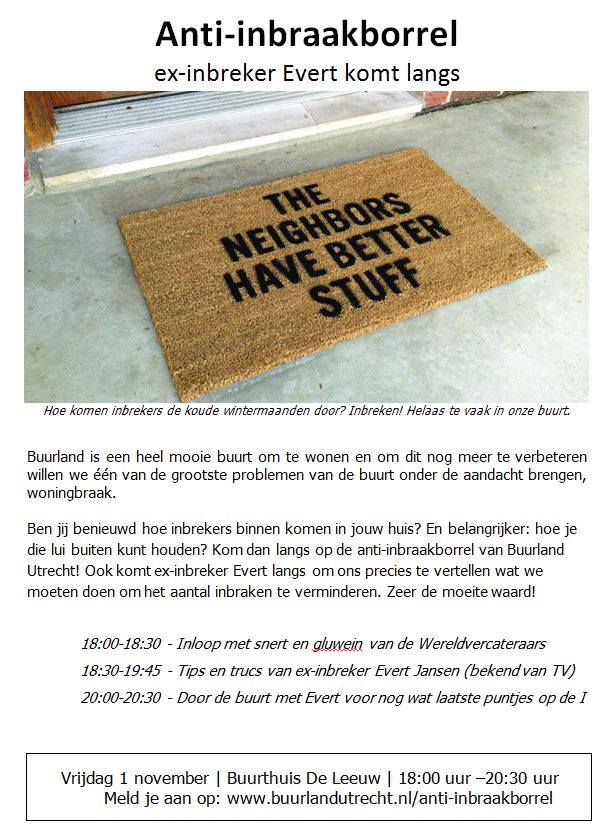 Anti-inbraakborrel
ex-inbreker Evert komt langs
THE
NEIGHBORS
HAVE BETTER
STUFF
Hoe komen inbrekers de koude wintermaanden door? Inbreken! Helaas te vaak in onze buurt.
Buurland is een heel mooie buurt om te wonen en om dit nog meer te verbeteren
willen we één van de grootste problemen van de buurt onder de aandacht brengen,
woningbraak.
Ben jij benieuwd hoe inbrekers binnen komen in jouw huis? En belangrijker: hoe je
die lui buiten kunt houden? Kom dan langs op de anti-inbraakborrel van Buurland
Utrecht! Ook komt ex-inbreker Evert langs om ons precies te vertellen wat we
moeten doen om het aantal inbraken te verminderen. Zeer de moeite waard!
18:00-18:30 - Inloop met snert en gluwein van de Wereldvercateraars
18:30-19:45 - Tips en trucs van ex-inbreker Evert Jansen (bekend van TV)
20:00-20:30 - Door de buurt met Evert voor nog wat laatste puntjes op de I
Vrijdag 1 november | Buurthuis De Leeuw | 18:00 uur –20:30 uur
Meld je aan op: www.buurlandutrecht.nl/anti-inbraakborrel